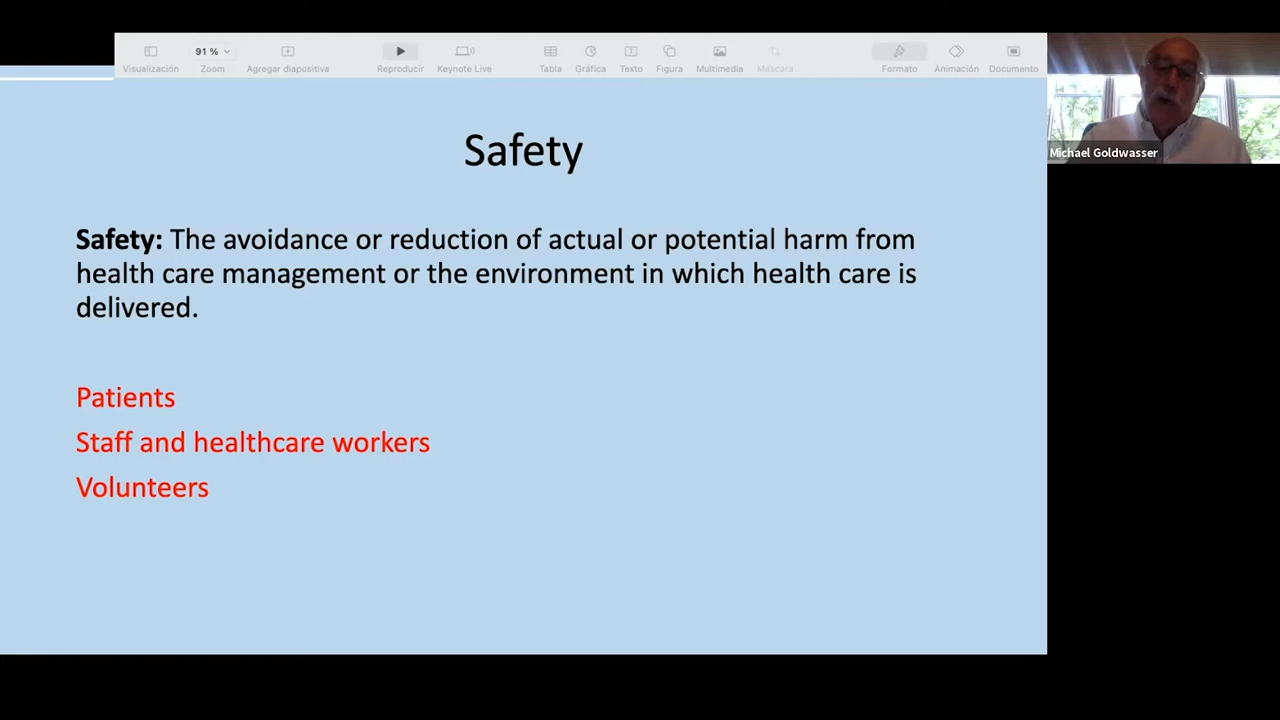 91 %
Visualización
Zoom
Agregar diapositiva
Reproducir
Keynote Live
Tabla
Gráfica
Texto
Figura
Multimedia
Máscara
Formato
Animación
Documento
Michael Goldwasser
Safety
Safety: The avoidance or reduction of actual or potential harm from
health care management or the environment in which health care is
delivered.
Patients
Staff and healthcare workers
Volunteers